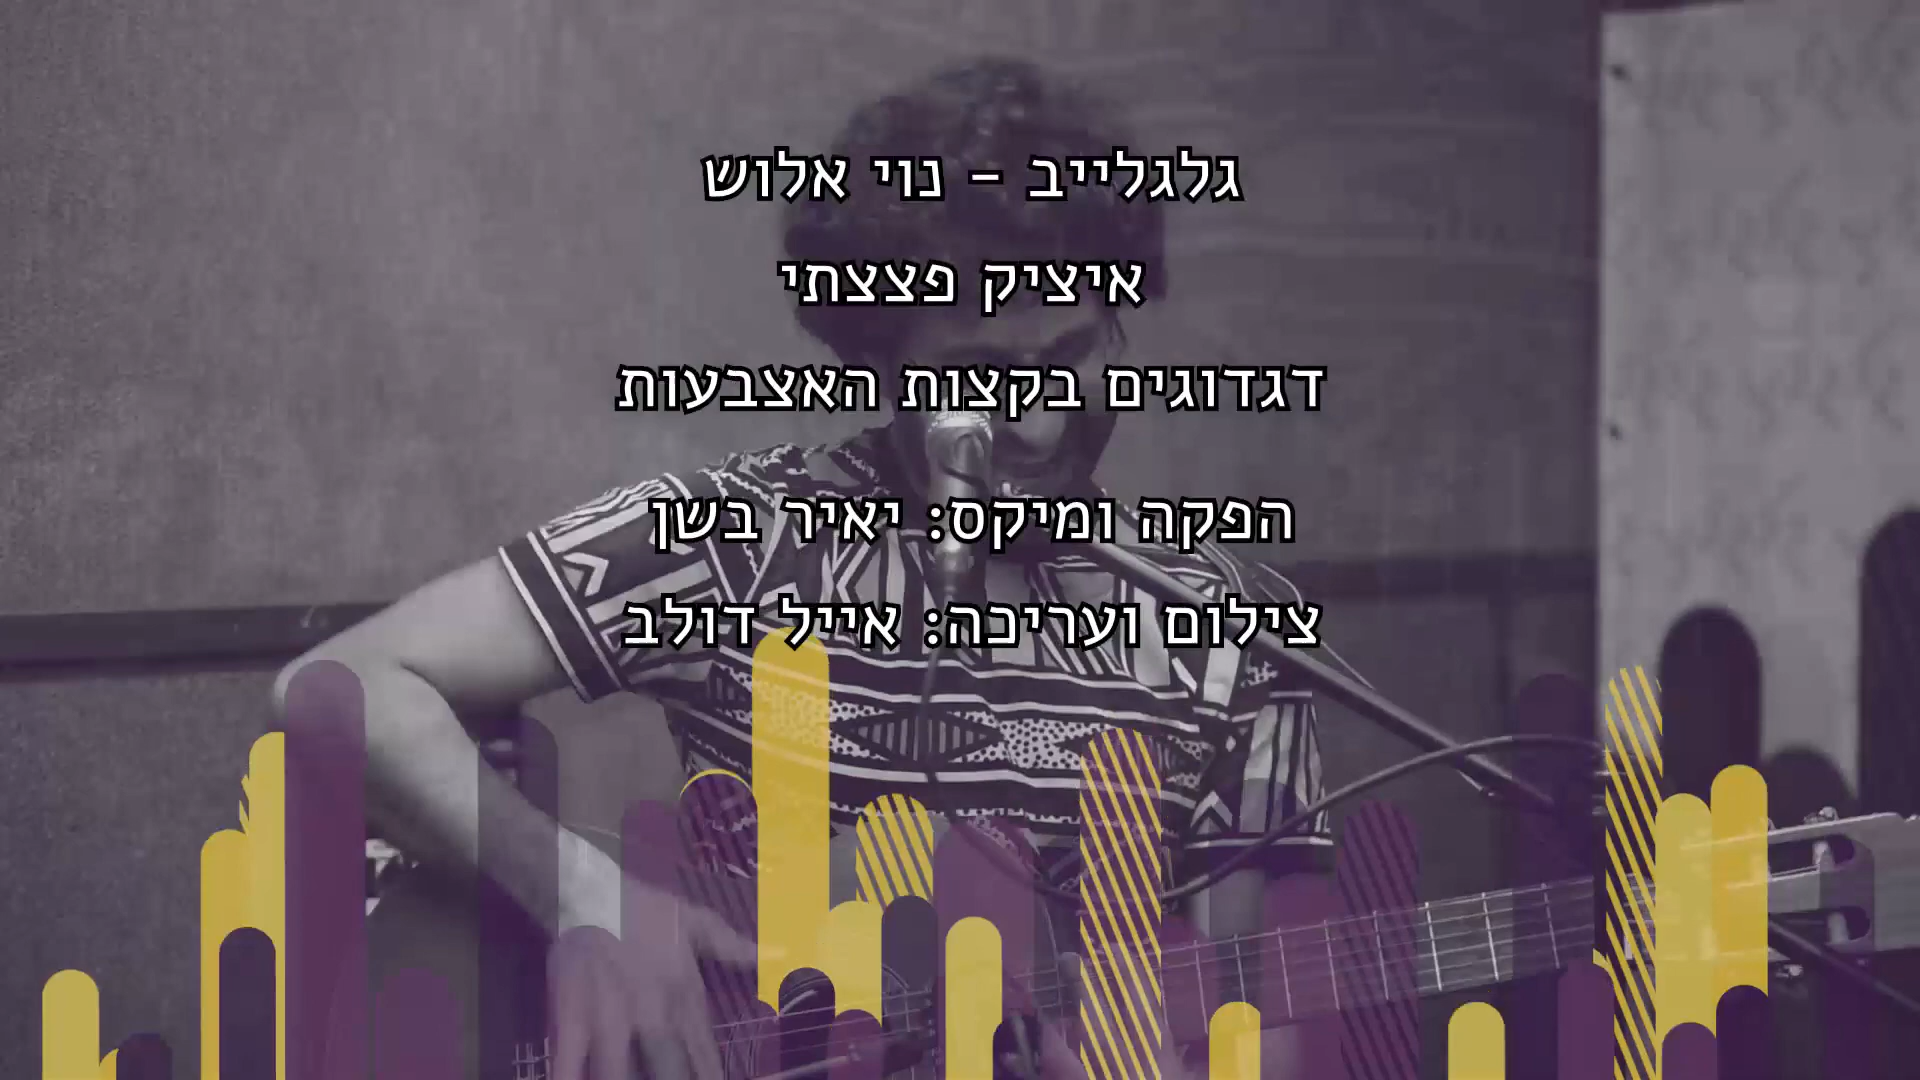 גלגלייב - נוי אלוש
איציק פצצתי
דגדוגים בקצות האצבעות
הפקה ומיקס: יאיר בשן
צילום ועריכה: אייל דולב